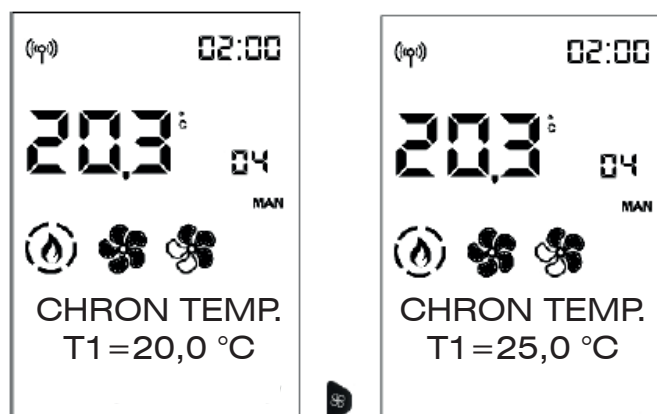 02:00
20,3 °C
04
MAN
CHRON TEMP.
T1=20,0 °C
02:00
20,3 °C
04
MAN
CHRON TEMP.
T1=25,0 °C